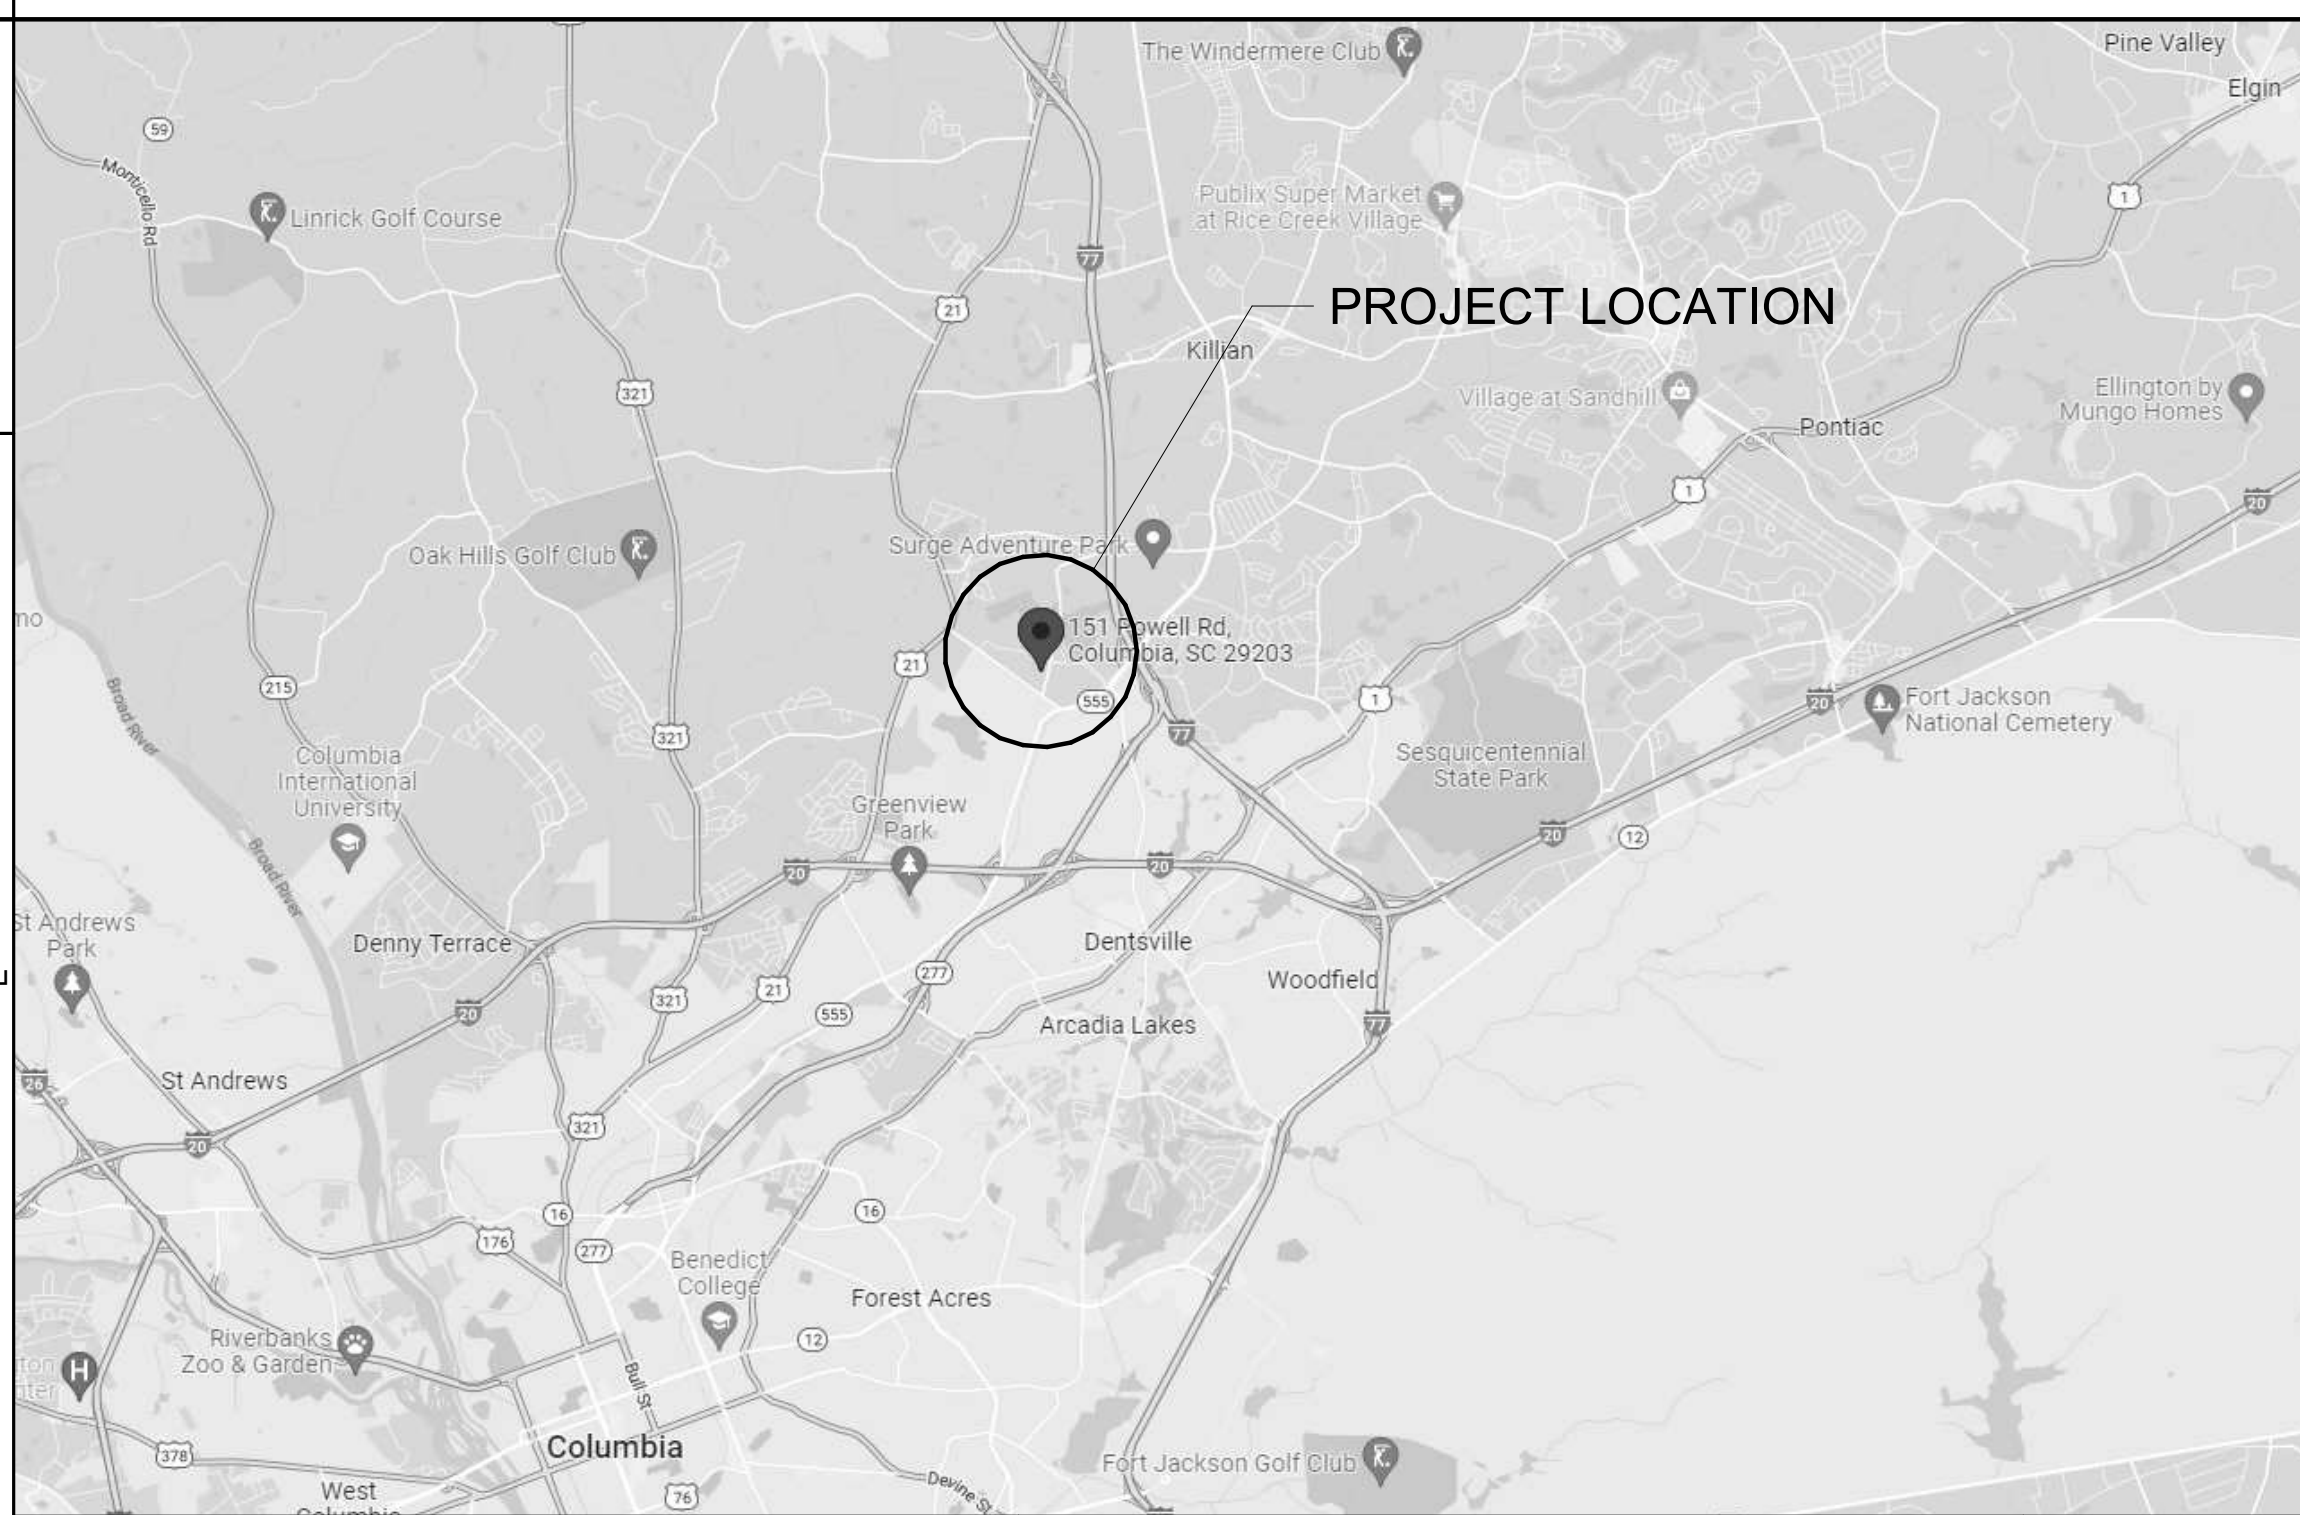 The Windermere Club
Pine Valley
Elgin
59
Monticello Rd
1
Publix Super Market
at Rice Creek Village
Linrick Golf Course
77
21
PROJECT LOCATION
Killian
321
Village at Sandhill
Ellington by
Mungo Homes
Pontiac
1
20
Surge Adventure Park
Oak Hills Golf Club
151 Powell Rd,
Columbia, SC 29203
21
215
555
1
20
Fort Jackson
National Cemetery
Broad River
321
77
Sesquicentennial
State Park
Columbia
International
University
Greenview
Park
20
20
20
12
Broad River
St Andrews
Park
Denny Terrace
Dentsville
277
Woodfield
321
21
20
555
Arcadia Lakes
77
26
St Andrews
321
20
16
16
176
277
Benedict
College
Forest Acres
12
Riverbanks
Zoo & Garden
H
Bull St
Columbia
378
Fort Jackson Golf Club
Devine St
West
Columbia
76